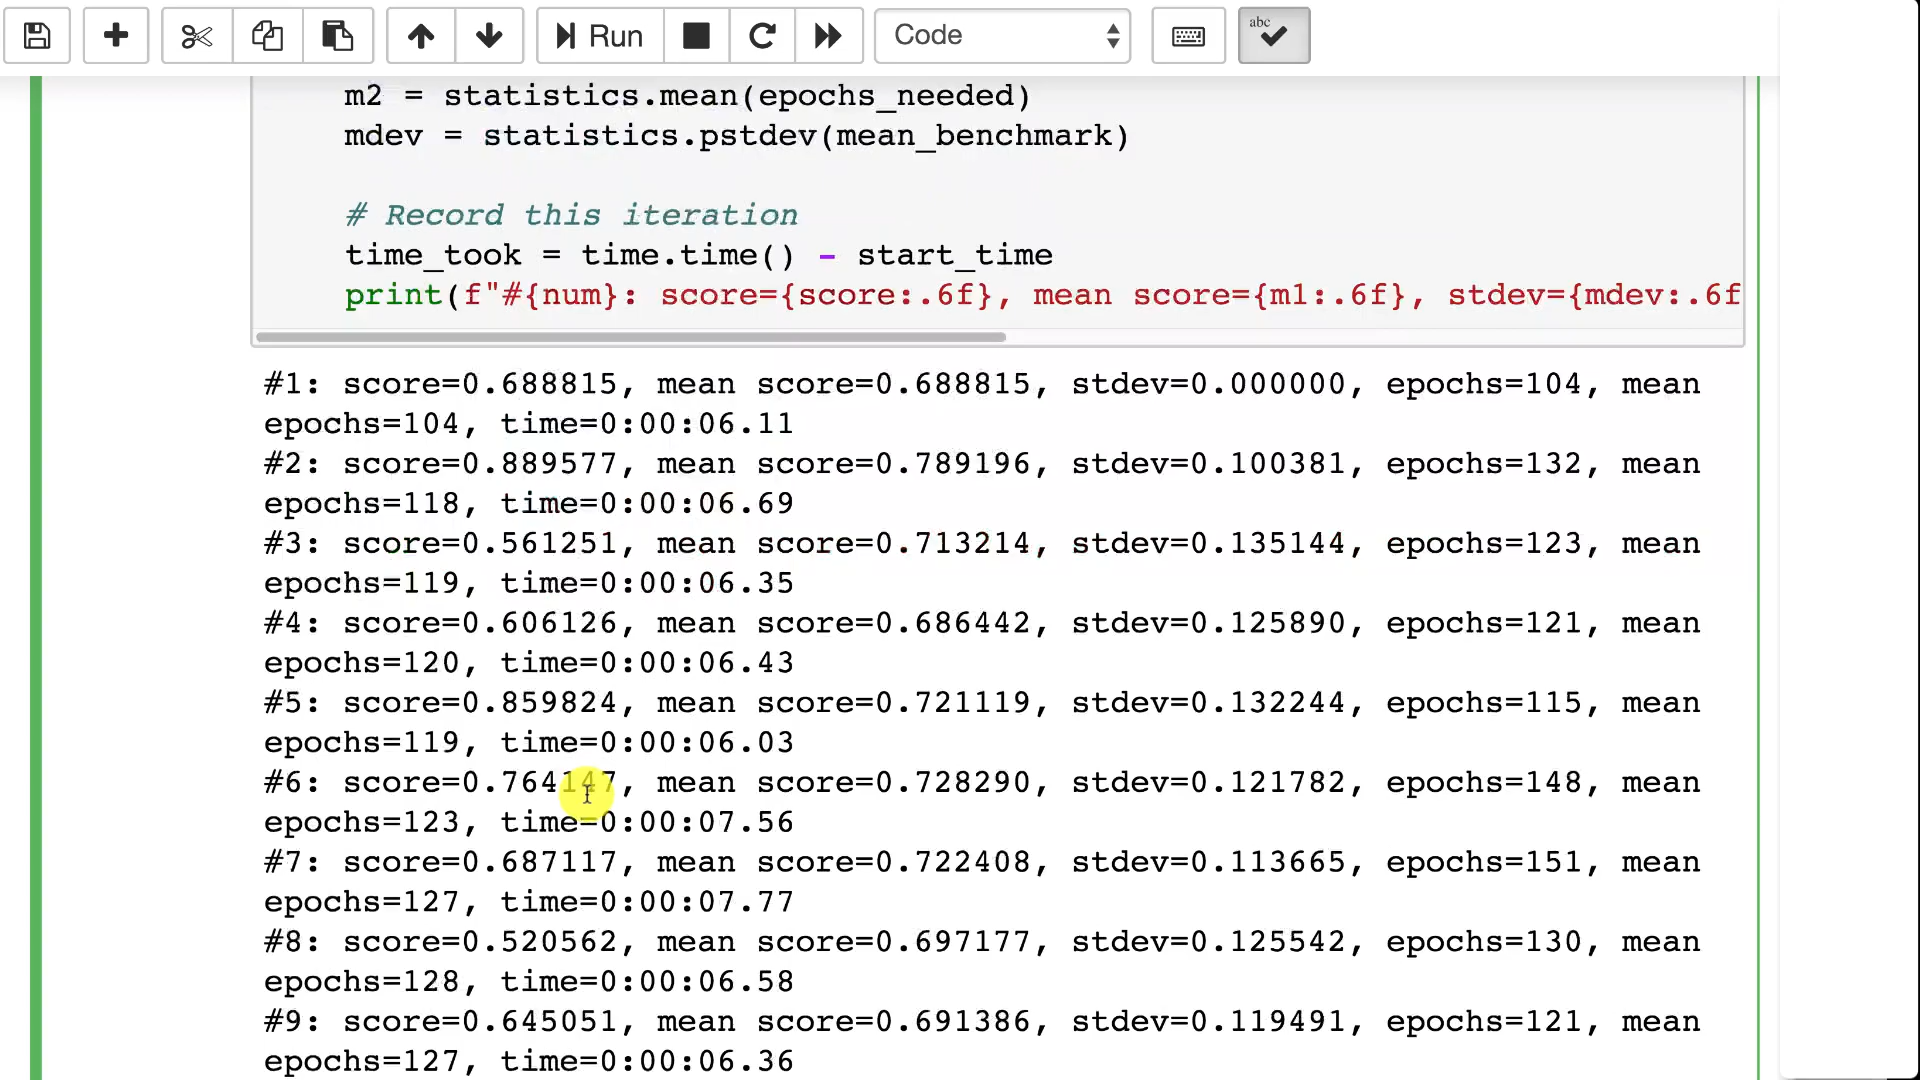 Run
Code
abc
m2 = statistics.mean(epochs_needed)
mdev = statistics.pstdev(mean_benchmark)
# Record this iteration
time_took = time.time() - start_time
print(f"#{num}: score={score:.6f}, mean score={m1:.6f}, stdev={mdev:.6f
#1: score=0.688815, mean score=0.688815, stdev=0.000000, epochs=104, mean
epochs=104, time=0:00:06.11
#2: score=0.889577, mean score=0.789196, stdev=0.100381, epochs=132, mean
epochs=118, time=0:00:06.69
#3: score=0.561251, mean score=0.713214, stdev=0.135144, epochs=123, mean
epochs=119, time=0:00:06.35
#4: score=0.606126, mean score=0.686442, stdev=0.125890, epochs=121, mean
epochs=120, time=0:00:06.43
#5: score=0.859824, mean score=0.721119, stdev=0.132244, epochs=115, mean
epochs=119, time=0:00:06.03
#6: score=0.764147, mean score=0.728290, stdev=0.121782, epochs=148, mean
epochs=123, time=0:00:07.56
#7: score=0.687117, mean score=0.722408, stdev=0.113665, epochs=151, mean
epochs=127, time=0:00:07.77
#8: score=0.520562, mean score=0.697177, stdev=0.125542, epochs=130, mean
epochs=128, time=0:00:06.58
#9: score=0.645051, mean score=0.691386, stdev=0.119491, epochs=121, mean
epochs=127, time=0:00:06.36